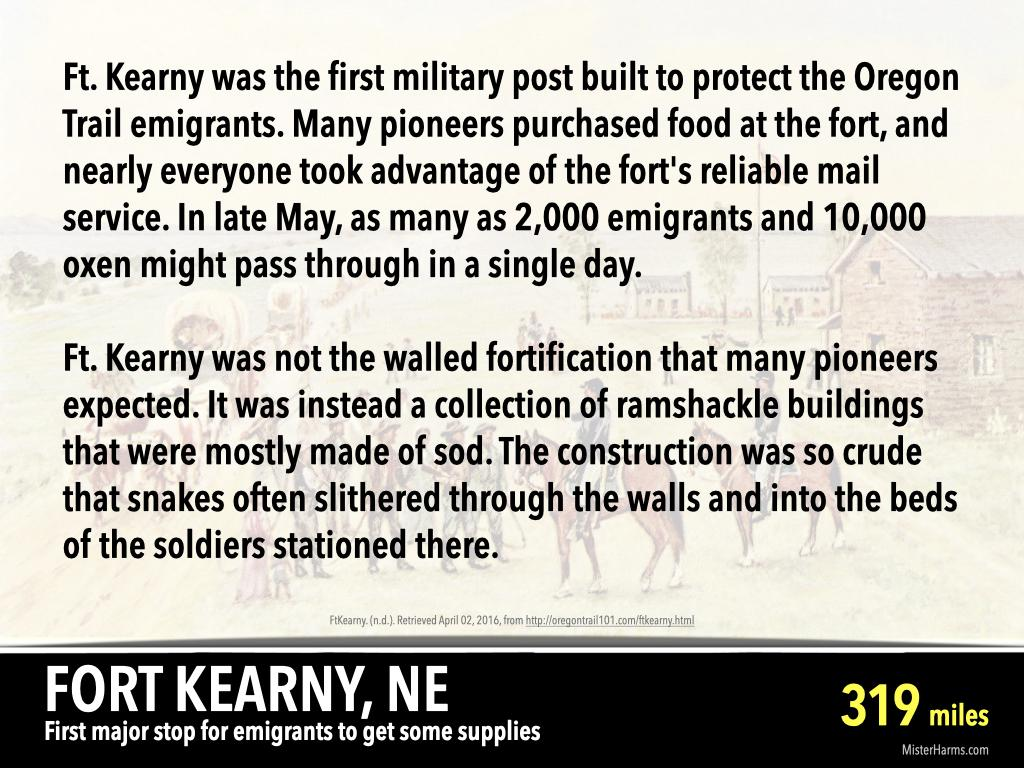 Ft. Kearny was the first military post built to protect the Oregon
Trail emigrants. Many pioneers purchased food at the fort, and
nearly everyone took advantage of the fort's reliable mail
service. In late May, as many as 2,000 emigrants and 10,000
oxen might pass through in a single day.
Ft. Kearny was not the walled fortification that many pioneers
expected. It was instead a collection of ramshackle buildings
that were mostly made of sod. The construction was so crude
that snakes often slithered through the walls and into the beds
of the soldiers stationed there.
FtKearny. (n.d.). Retrieved April 02, 2016, from http://oregontrail101.com/ftkearny.html
FORT KEARNY, NE
First major stop for emigrants to get some supplies
319 miles
MisterHarms.com